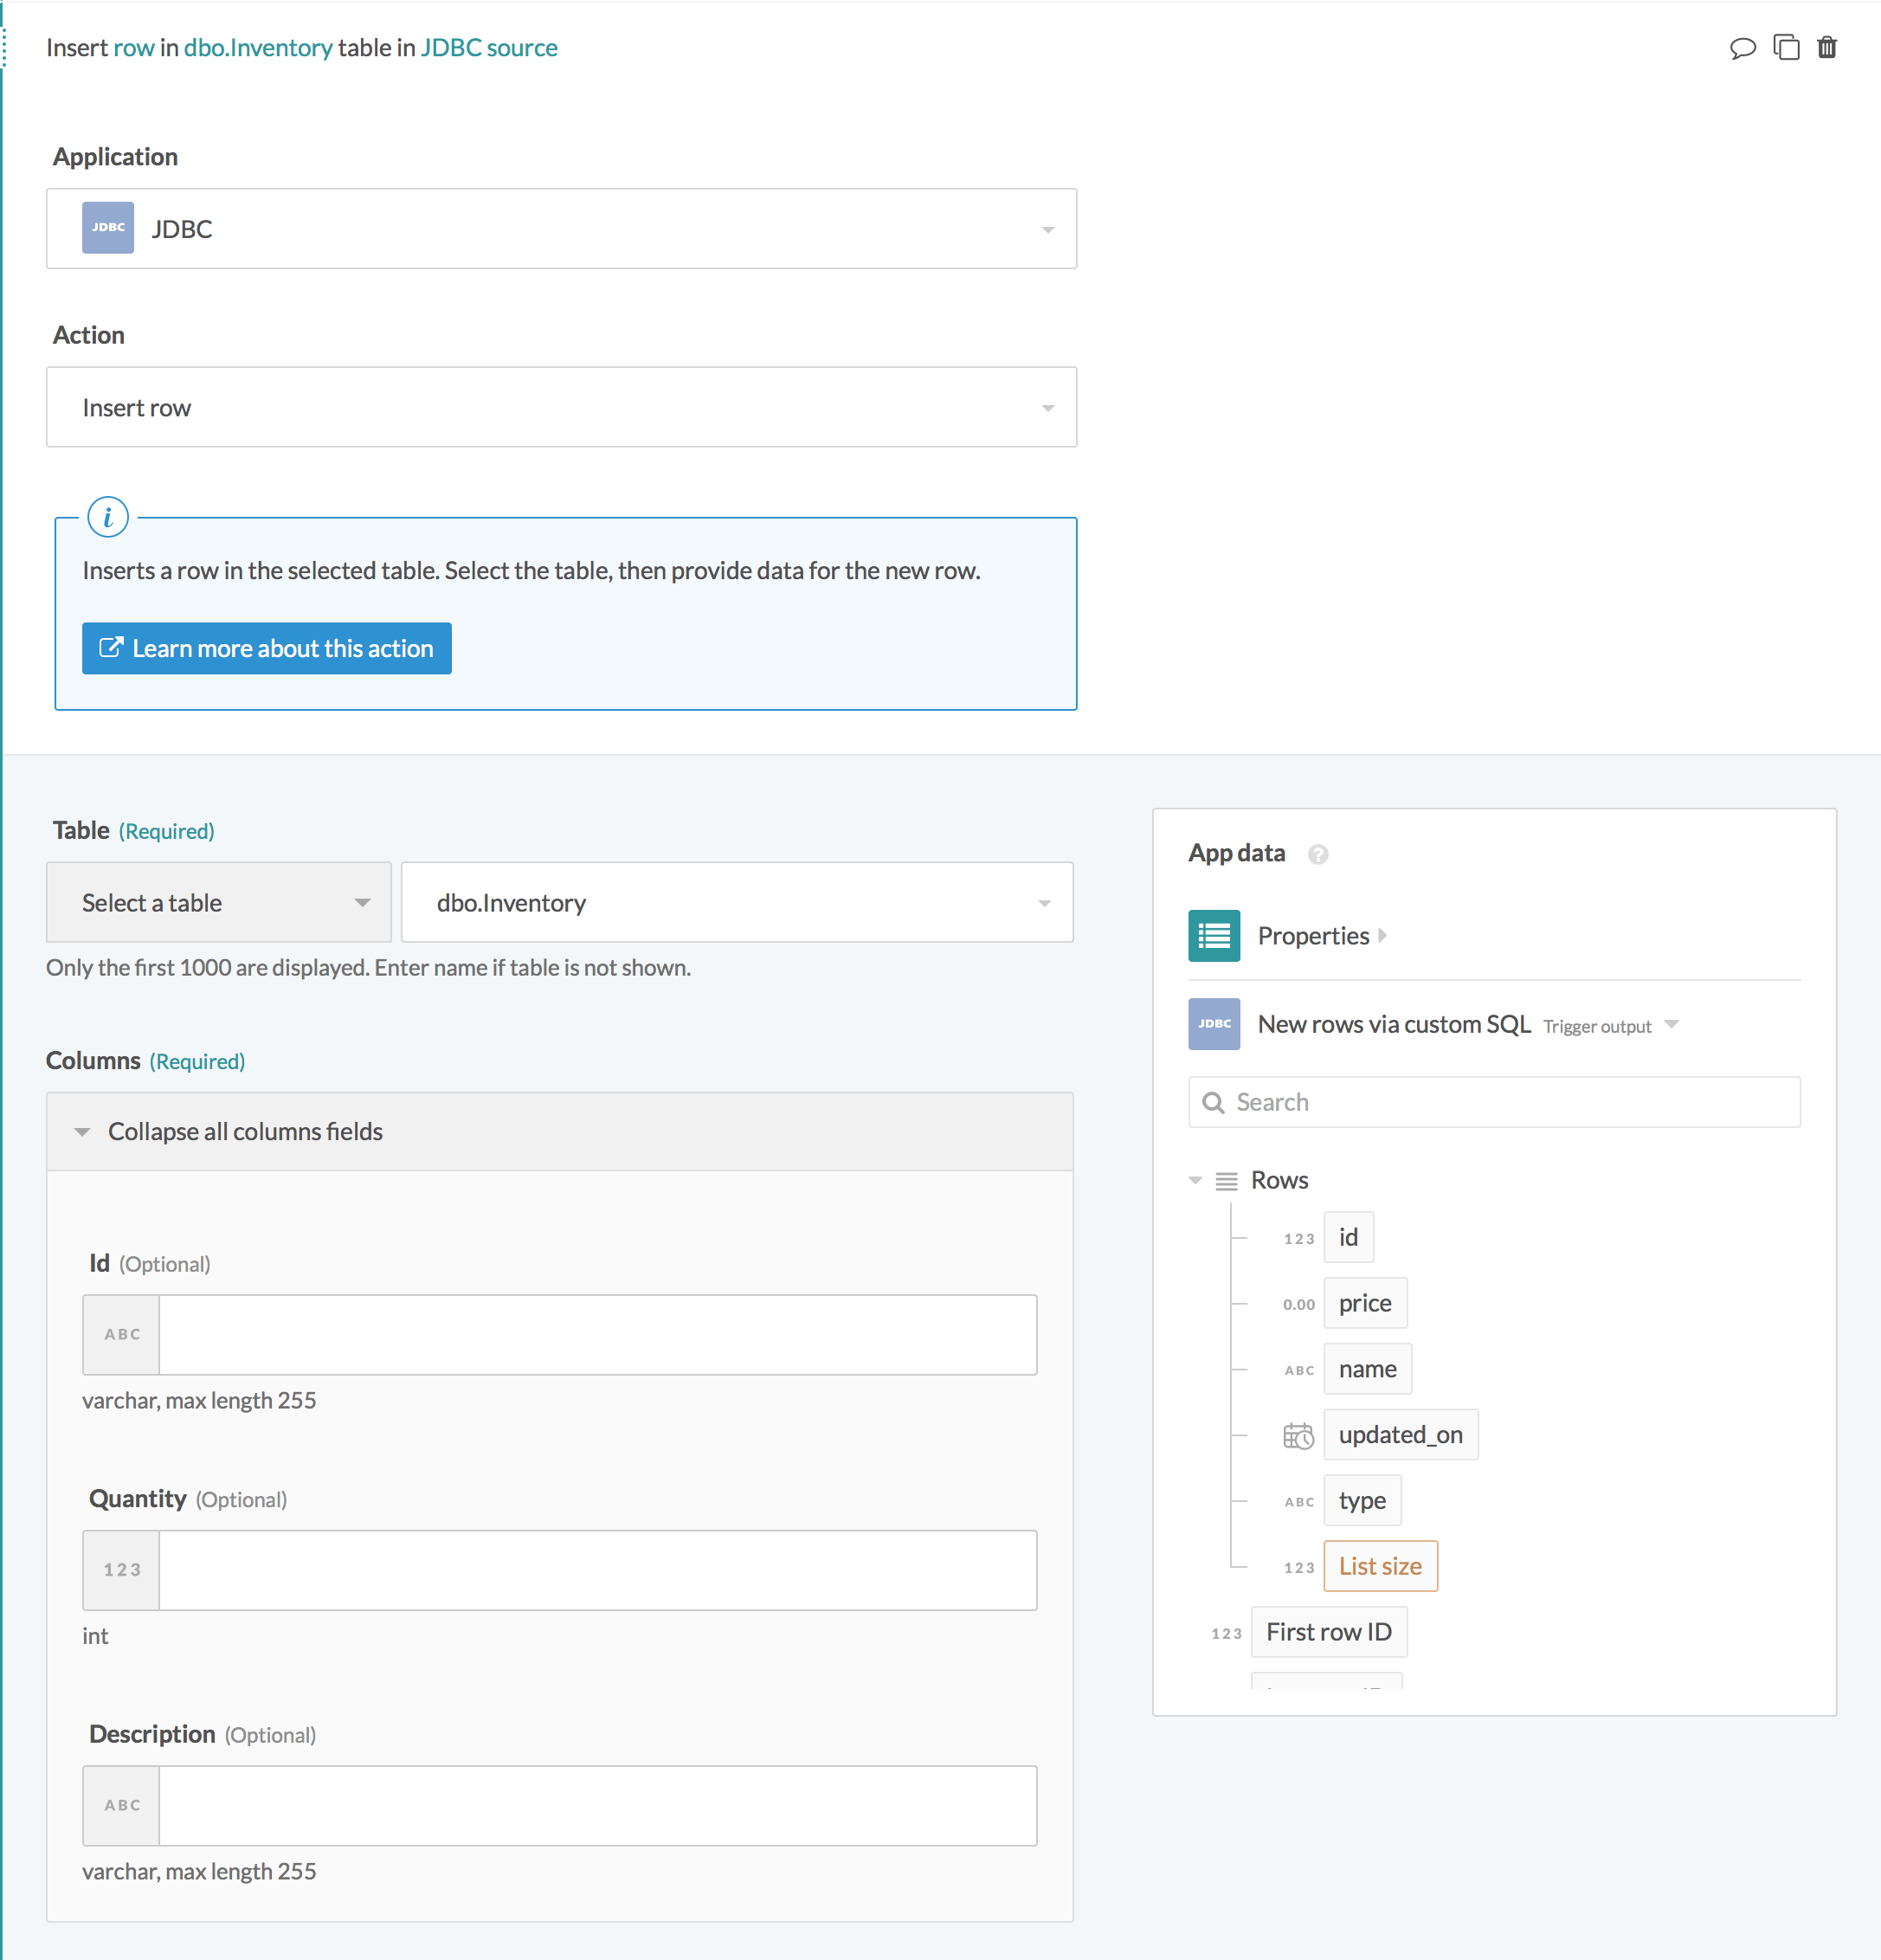 Insert row in dbo.Inventory table in JDBC source
Application
JDBC
JDBC
Action
Insert row
i
Inserts a row in the selected table. Select the table, then provide data for the new row.
Learn more about this action
Table (Required)
Select a table
dbo.Inventory
Only the first 1000 are displayed. Enter name if table is not shown.
Columns (Required)
Collapse all columns fields
Id (Optional)
ABC
varchar, max length 255
Quantity (Optional)
123
int
Description (Optional)
ABC
varchar, max length 255
App data ?
Properties
JDBC
New rows via custom SQL Trigger output
Search
Rows
123 id
0.00 price
ABC name
updated_on
ABC type
123 List size
123 First row ID